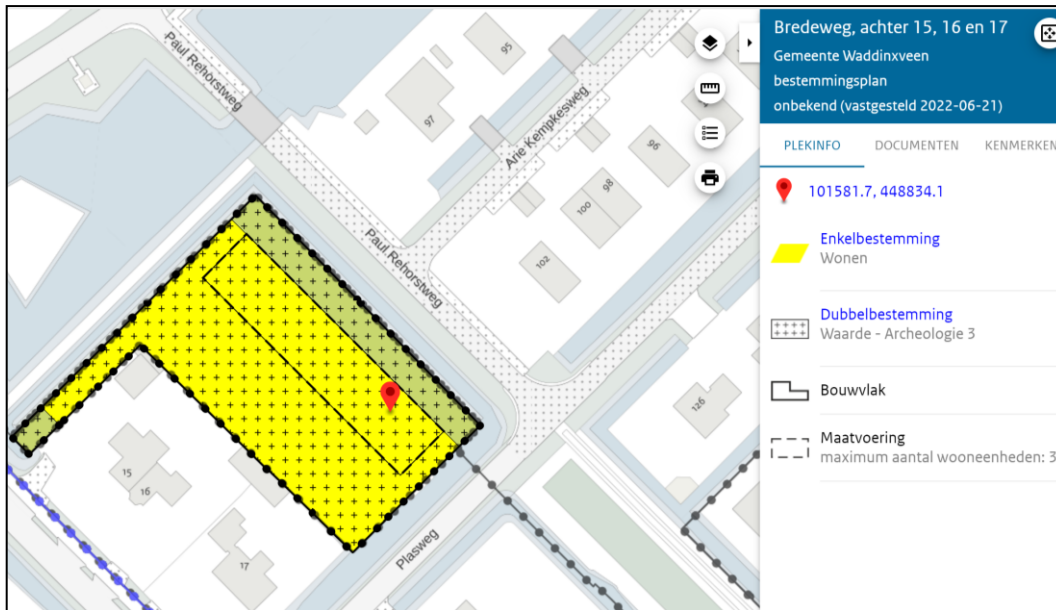 Paul Rehorstweg
95
97
Arie Kempkesweg
96
98
100
102
Paul Rehorstweg
126
15
16
17
Plasweg
Bredeweg, achter 15, 16 en 17
Gemeente Waddinxveen
bestemmingsplan
onbekend (vastgesteld 2022-06-21)
PLEKINFO DOCUMENTEN KENMERKEN
101581.7, 448834.1
Enkelbestemming
Wonen
Dubbelbestemming
Waarde - Archeologie 3
Bouwvlak
Maatvoering
maximum aantal wooneenheden: 3